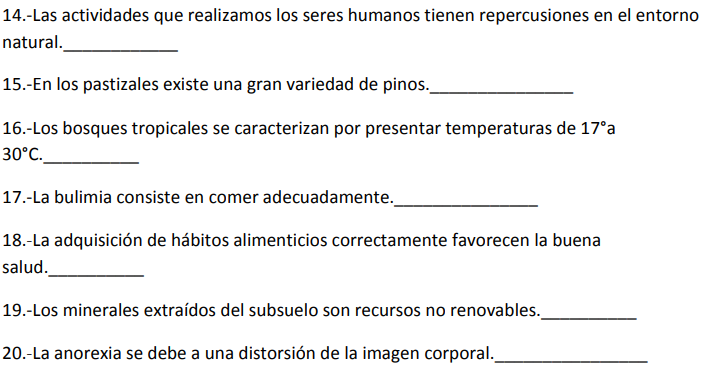 14.-Las actividades que realizamos los seres humanos tienen repercusiones en el entorno
natural.____________
15.-En los pastizales existe una gran variedad de pinos._______________
16.-Los bosques tropicales se caracterizan por presentar temperaturas de 17°a
30°C.__________
17.-La bulimia consiste en comer adecuadamente._______________
18.-La adquisición de hábitos alimenticios correctamente favorecen la buena
salud.__________
19.-Los minerales extraídos del subsuelo son recursos no renovables.__________
20.-La anorexia se debe a una distorsión de la imagen corporal.________________